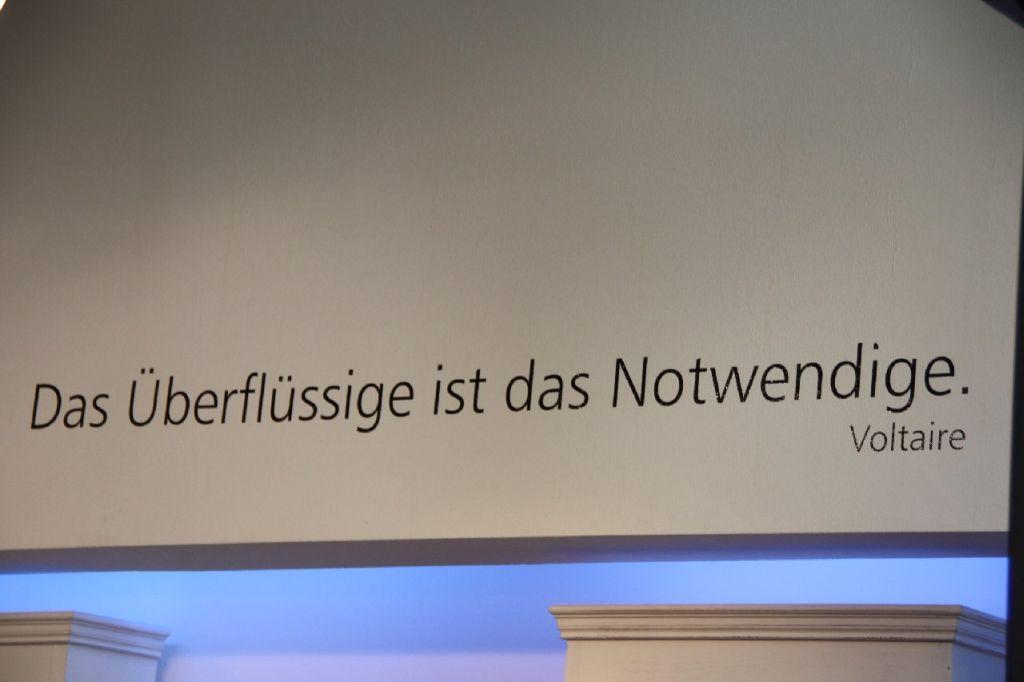 Das Überflüssige ist das Notwendige.
Voltaire